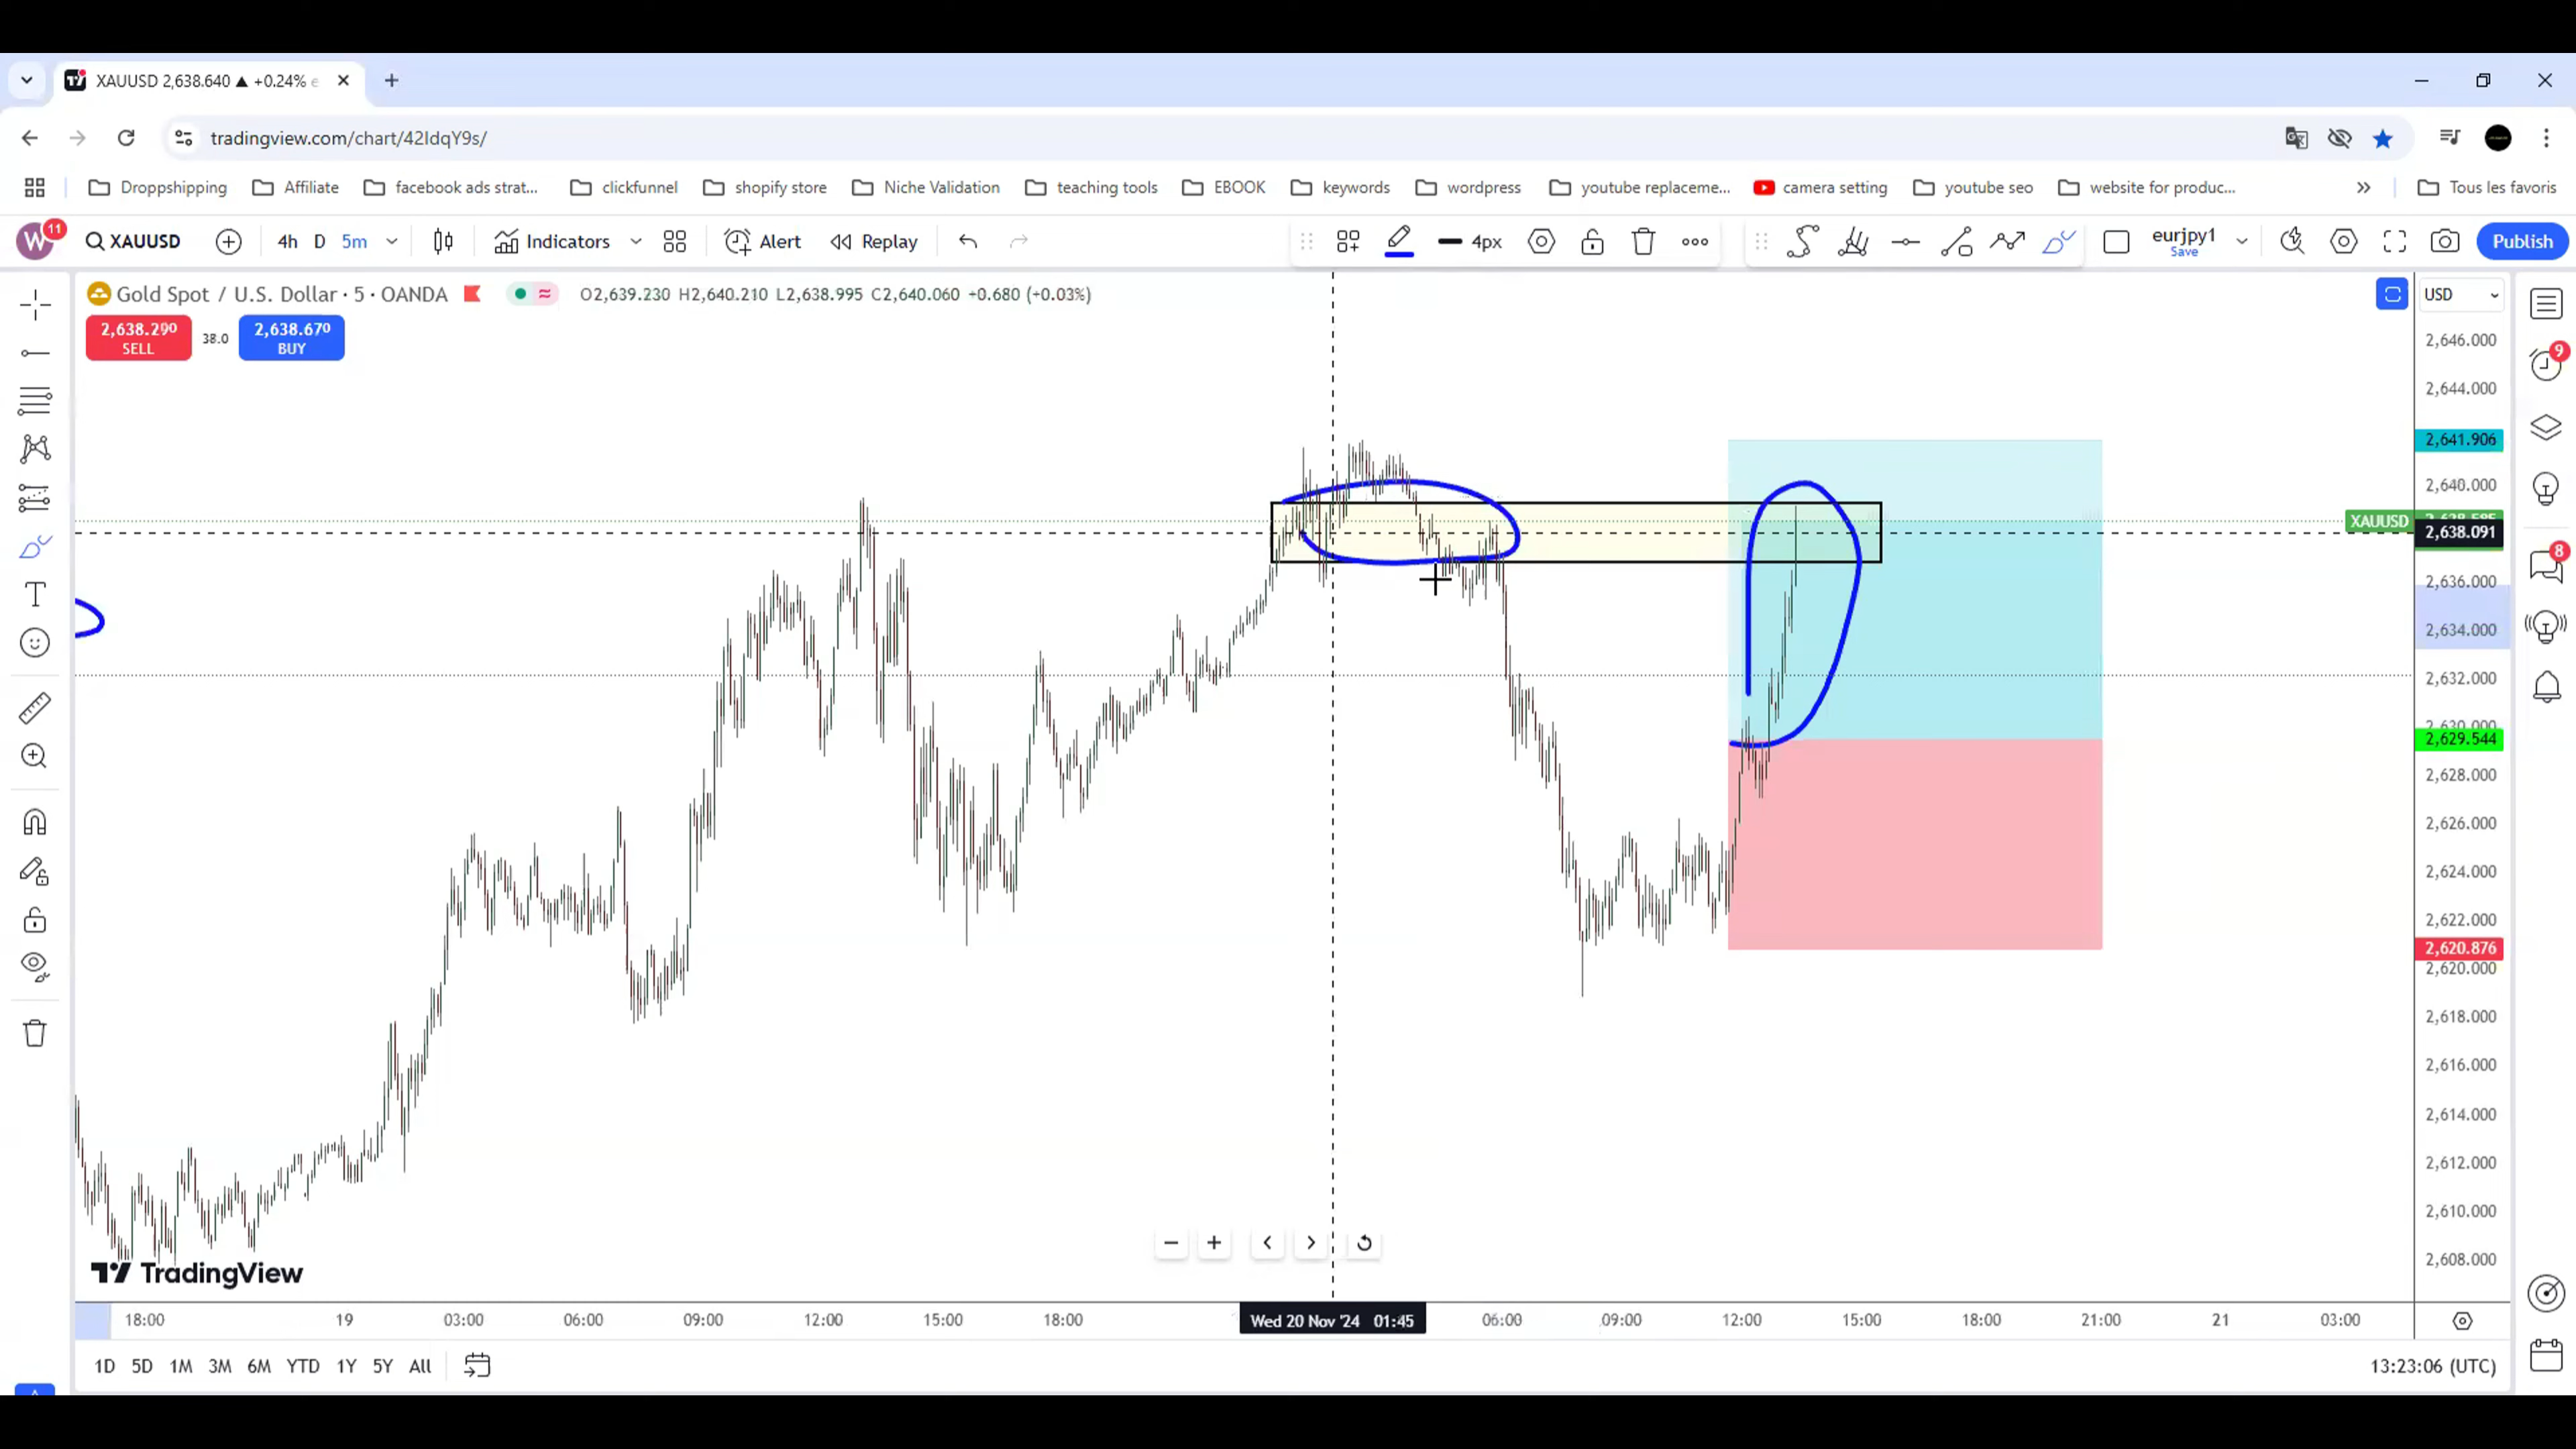 XAUUSD 2,638.640 ▲ +0.24%
tradingview.com/chart/42IdqY9s/
Droppshipping Affiliate facebook ads strat... clickfunnel shopify store Niche Validation teaching tools EBOOK keywords wordpress youtube replaceme... camera setting youtube seo website for produc... Tous les favoris
W 11 XAUUSD 4h D 5m Indicators Alert Replay 4px eurjpy1 Save Publish
Gold Spot / U.S. Dollar · 5 · OANDA O2,639.230 H2,640.210 L2,638.995 C2,640.060 +0.680 (+0.03%)
USD
2,638.290 SELL 38.0 2,638.670 BUY
2,646.000
9
2,644.000
2,641.906
2,640.000
XAUUSD
2,638.091
8
2,636.000
2,634.000
2,632.000
2,630.000
2,629.544
2,628.000
2,626.000
2,624.000
2,622.000
2,620.876
2,620.000
2,618.000
2,616.000
2,614.000
2,612.000
2,610.000
2,608.000
TradingView
18:00 19 03:00 06:00 09:00 12:00 15:00 18:00 Wed 20 Nov '24 01:45 06:00 09:00 12:00 15:00 18:00 21:00 21 03:00
1D 5D 1M 3M 6M YTD 1Y 5Y All 13:23:06 (UTC)